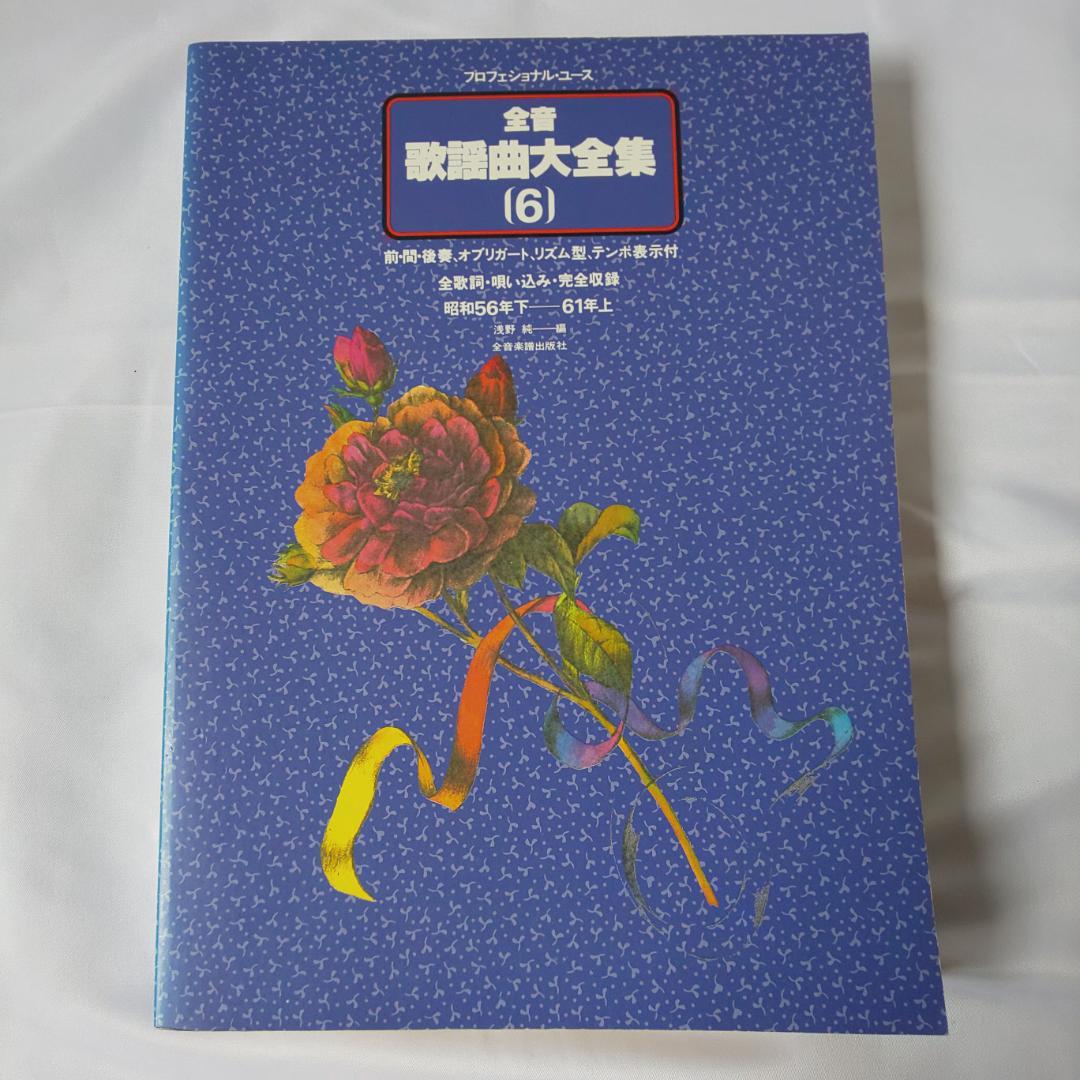 プロフェショナル・ユース
全音
歌謡曲大全集
〔6〕
前・間・後奏、オブリガート、リズム型、テンポ表示付
全歌詞・唄い込み・完全収録
昭和56年下──61年上
浅野 純──編
全音楽譜出版社